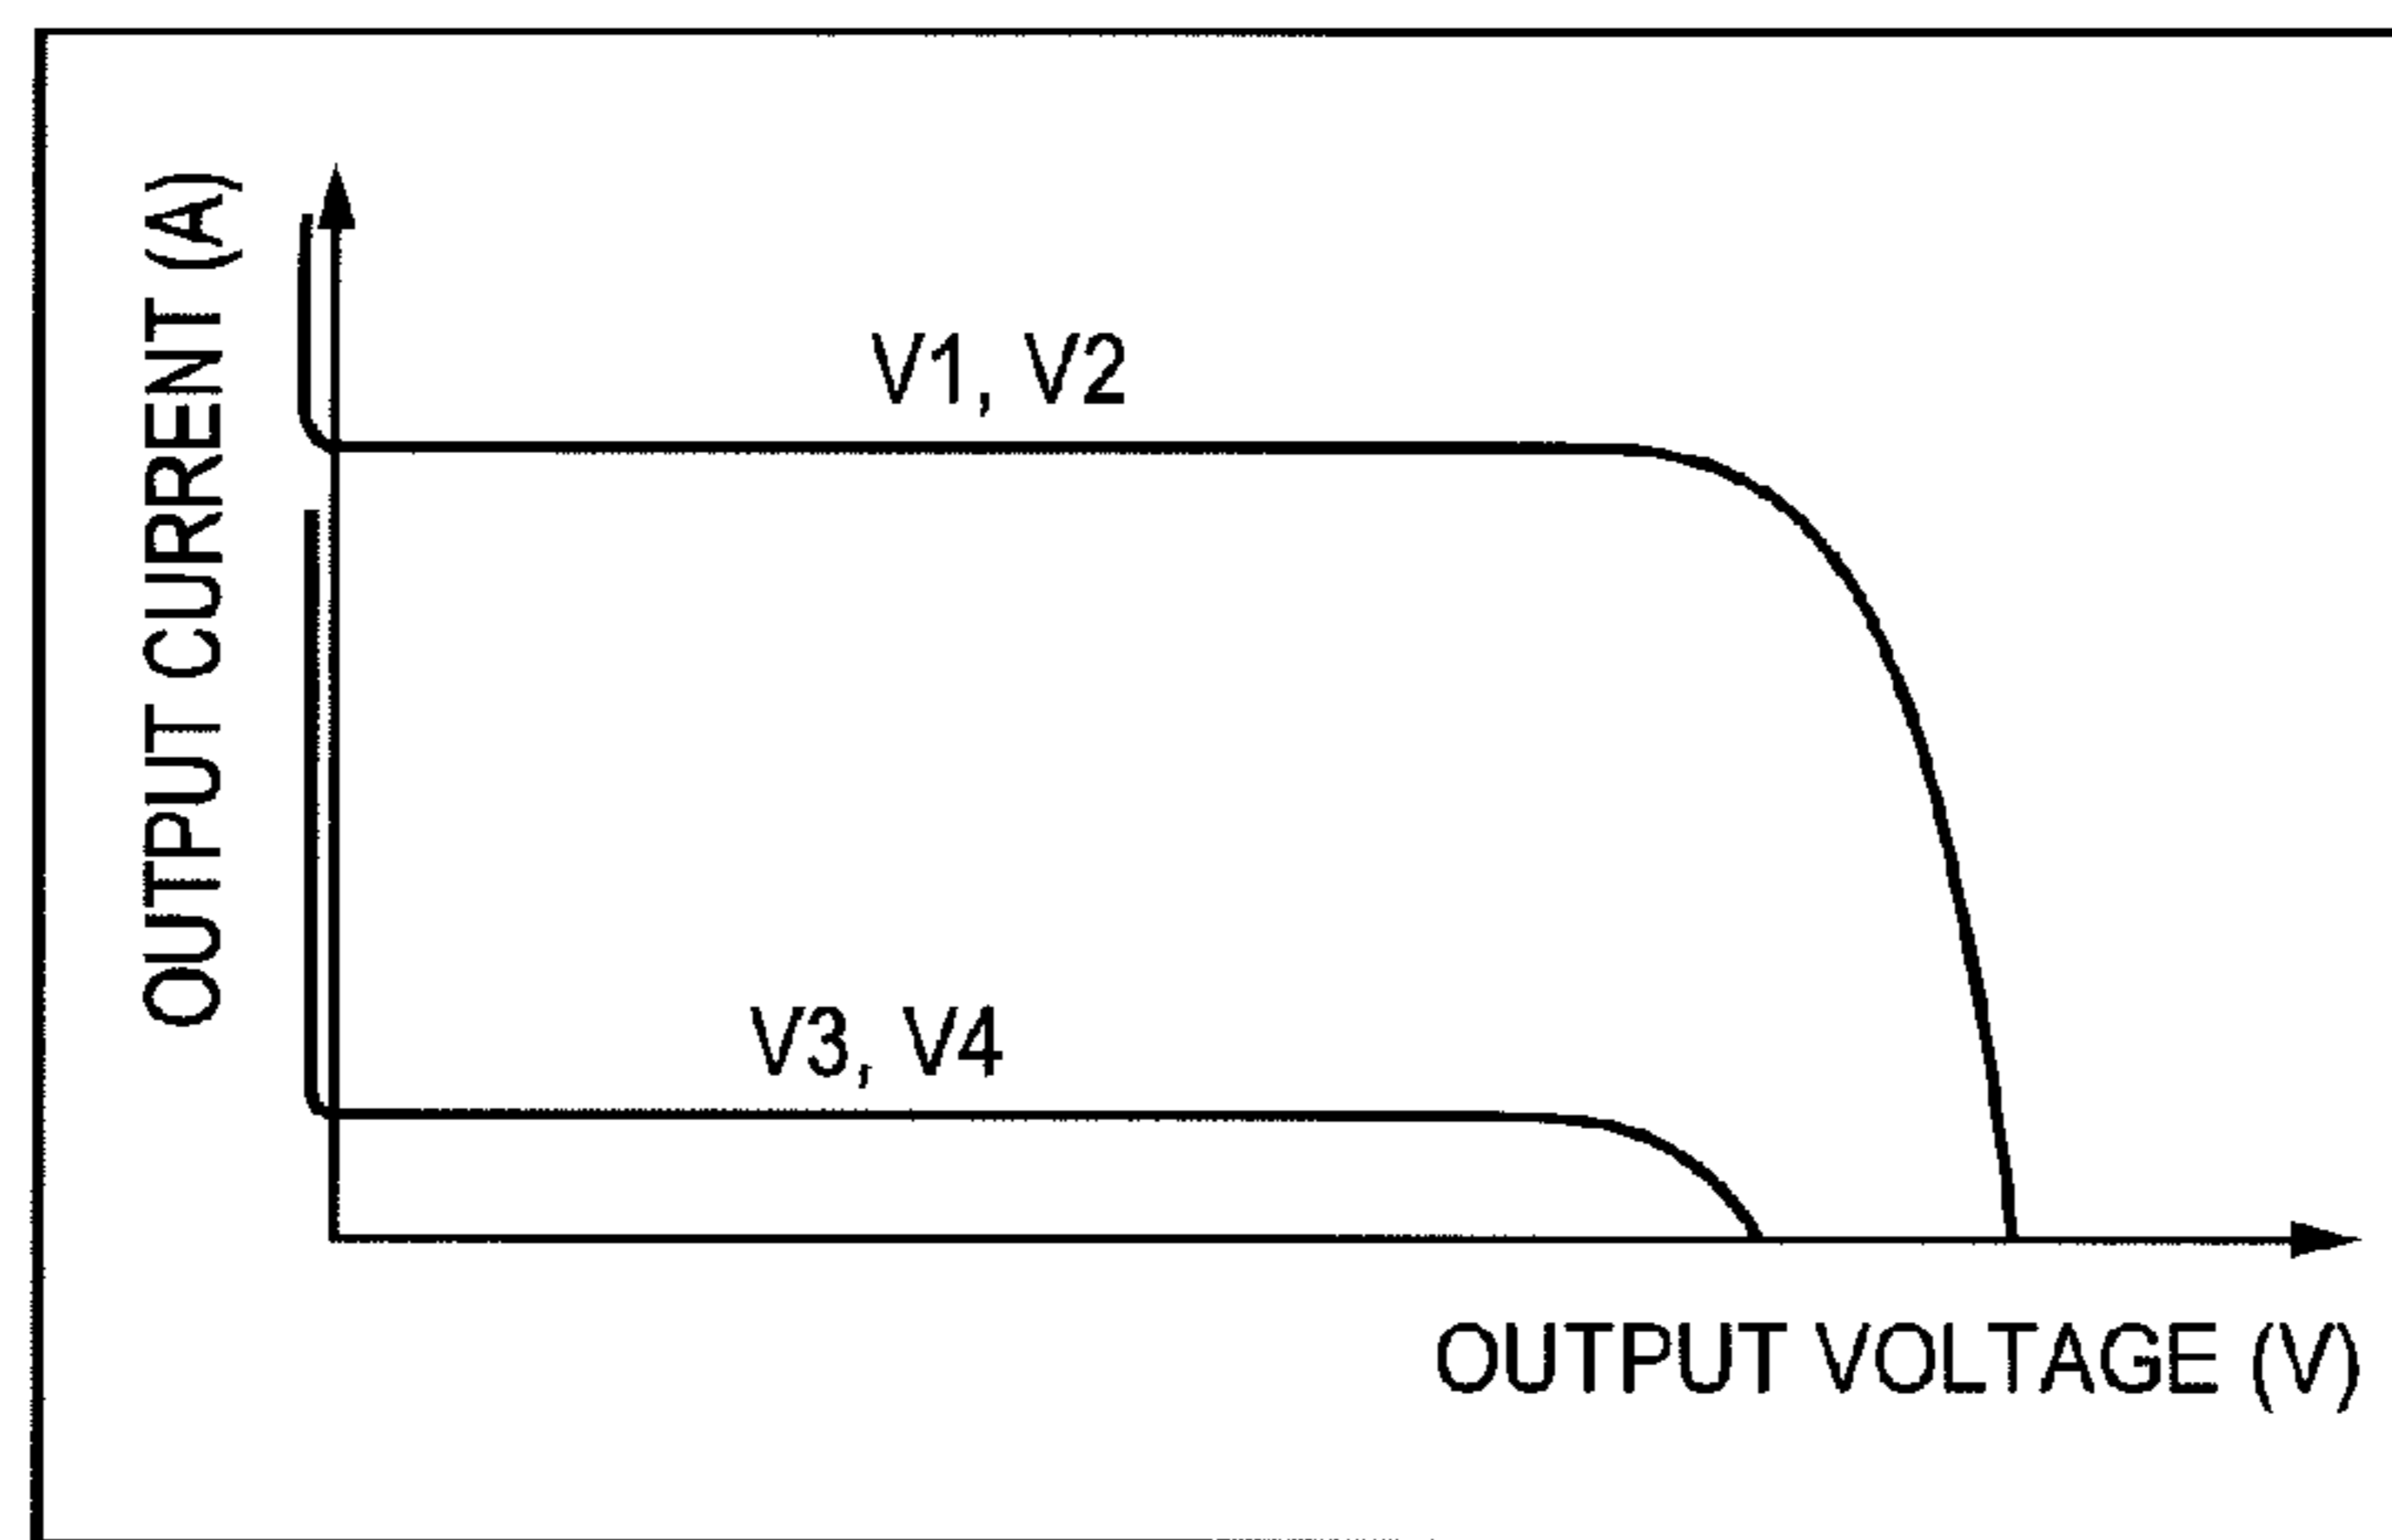 OUTPUT CURRENT (A)
V1, V2
V3, V4
OUTPUT VOLTAGE (V)